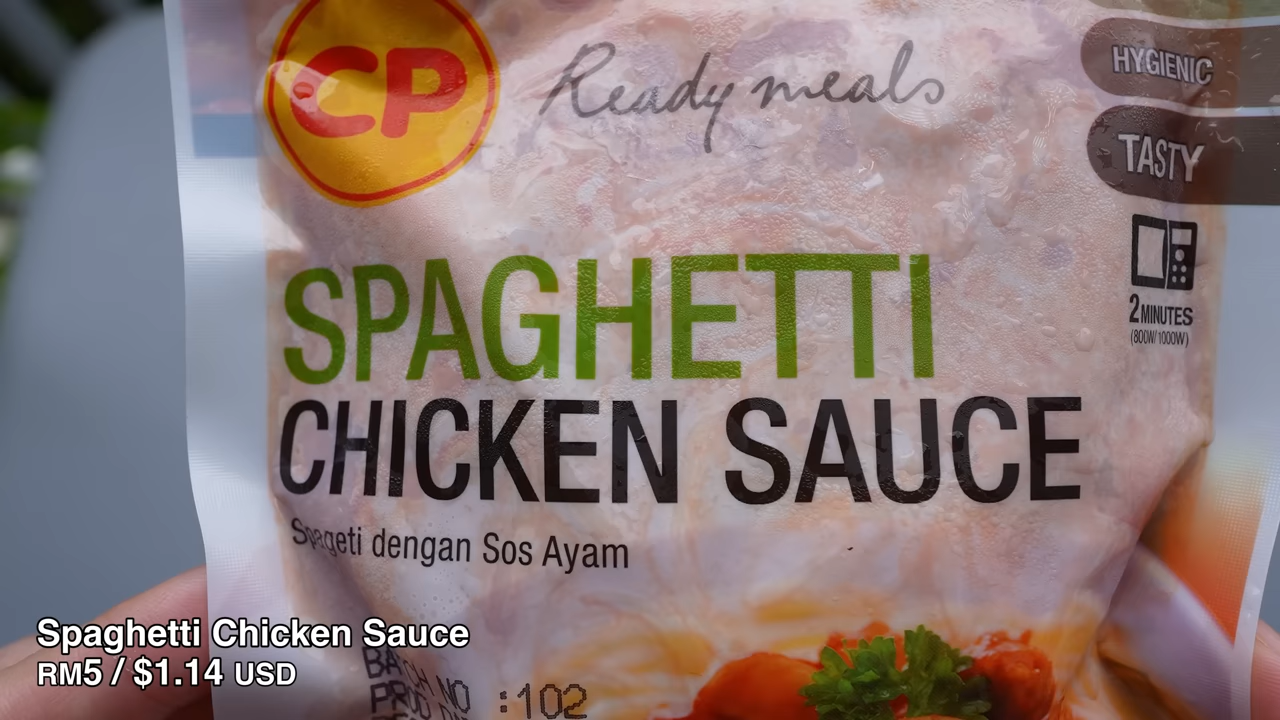 CP
Ready meals
HYGIENIC
TASTY
2 MINUTES
(800W/1000W)
SPAGHETTI
CHICKEN SAUCE
Spageti dengan Sos Ayam
Spaghetti Chicken Sauce
RM5 / $1.14 USD
BATCH NO :102